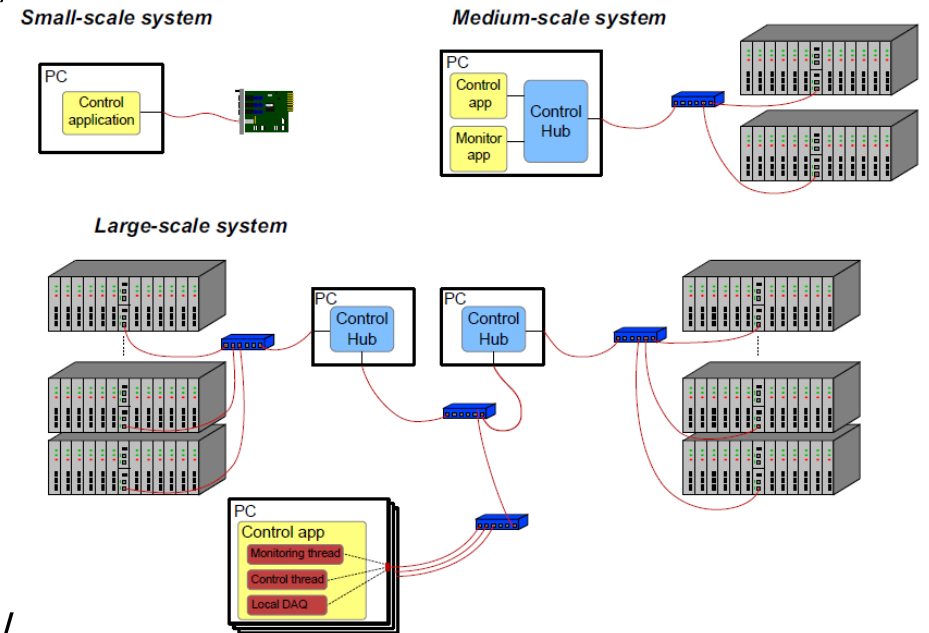 Small-scale system
Medium-scale system
PC
Control
application
PC
Control
app
Monitor
app
Control
Hub
Large-scale system
PC
Control
Hub
PC
Control
Hub
PC
Control app
Monitoring thread
Control thread
Local DAQ
/